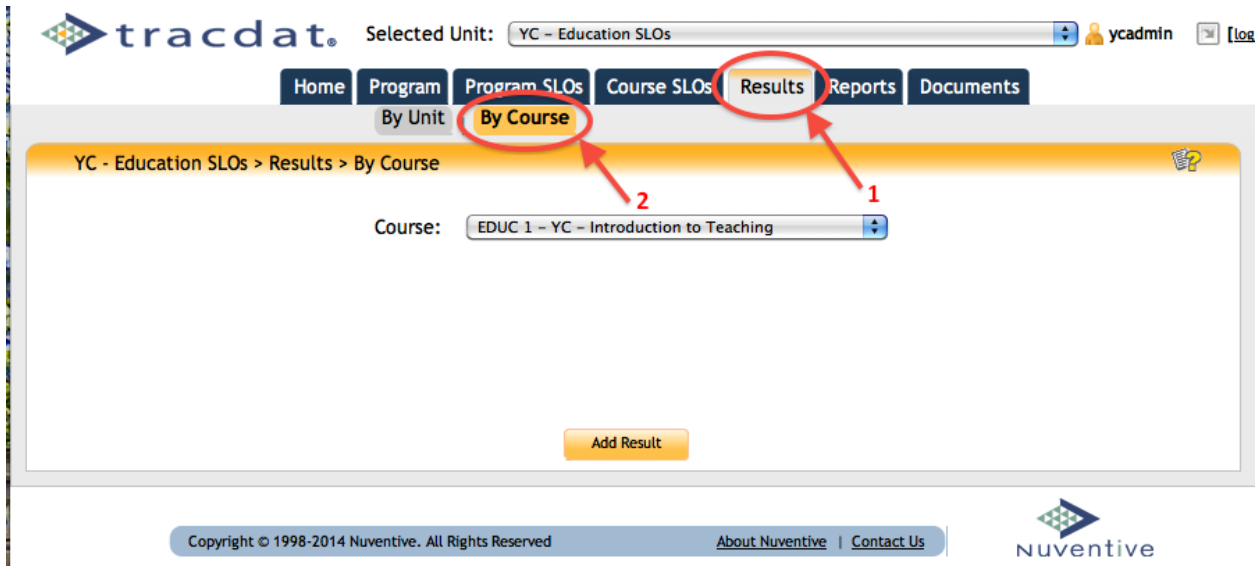 tracdat® Selected Unit: YC – Education SLOs ycadmin [log
Home Program Program SLOs Course SLOs Results Reports Documents
By Unit By Course
YC - Education SLOs > Results > By Course
2 1
Course: EDUC 1 – YC – Introduction to Teaching
Add Result
Copyright © 1998-2014 Nuventive. All Rights Reserved About Nuventive | Contact Us
Nuventive